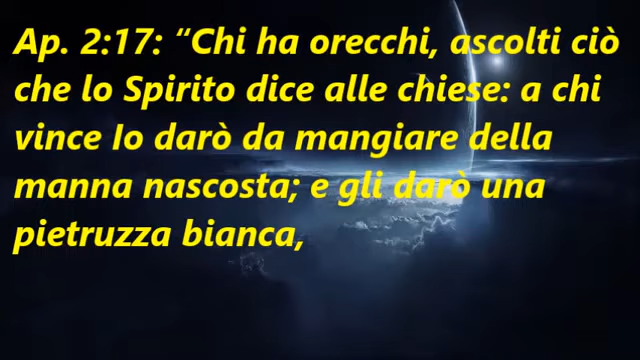 Ap. 2:17: “Chi ha orecchi, ascolti ciò
che lo Spirito dice alle chiese: a chi
vince Io darò da mangiare della
manna nascosta; e gli darò una
pietruzza bianca,